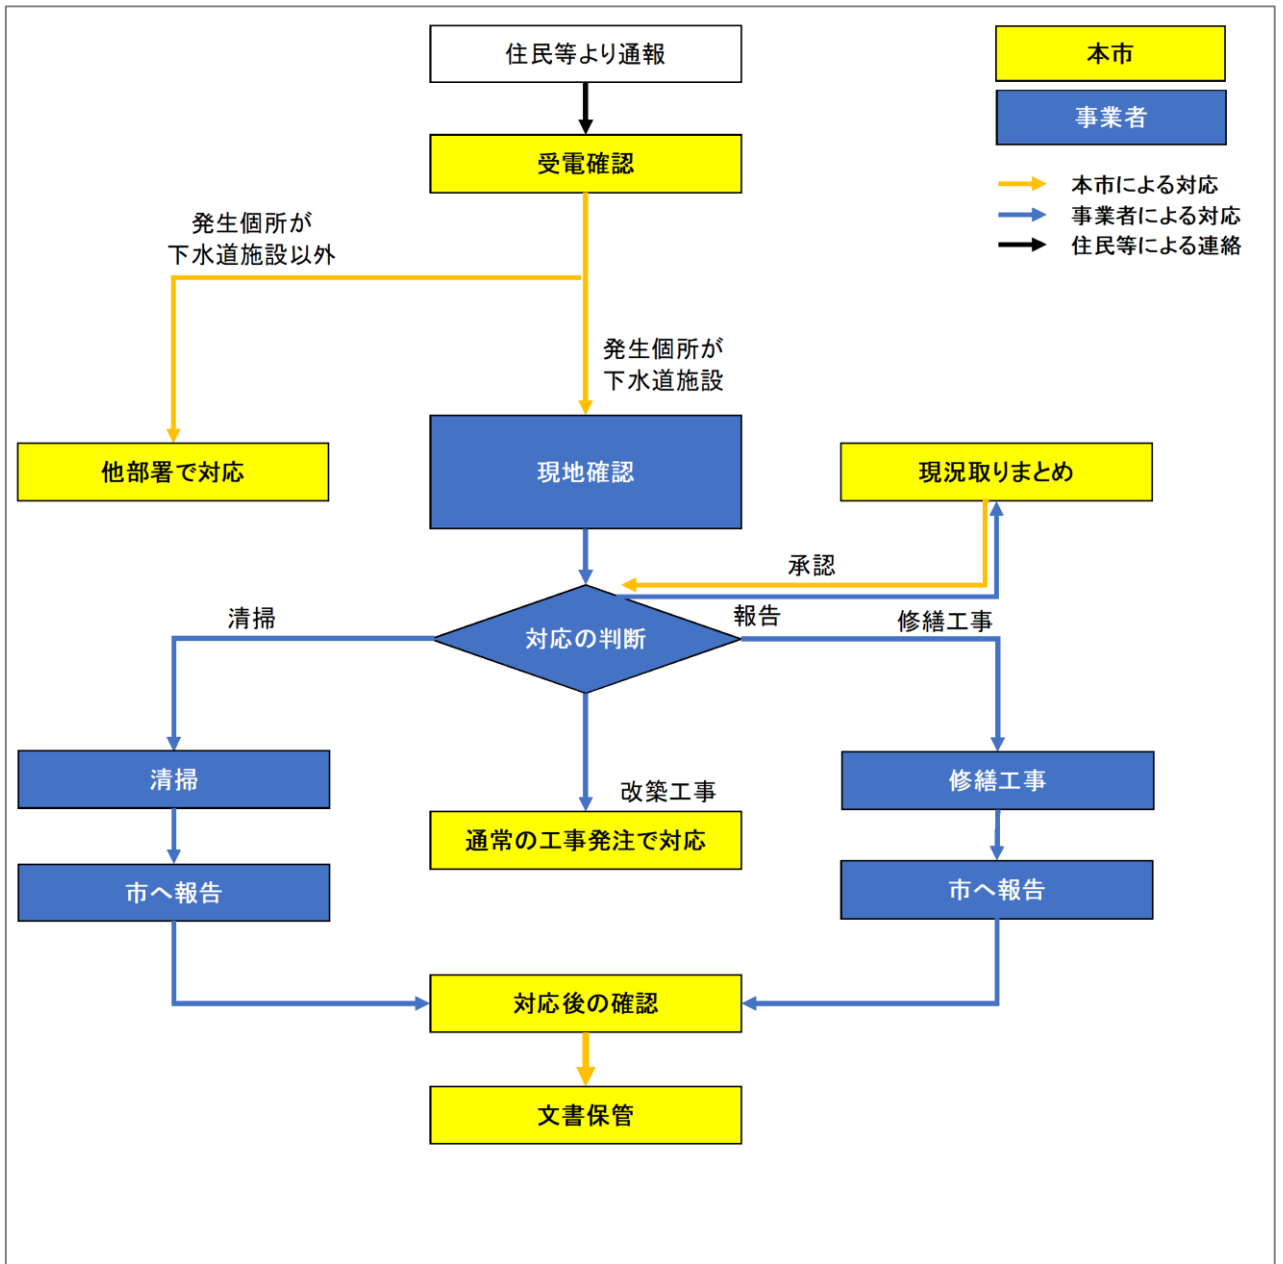 住民等より通報
本市
事業者
受電確認
本市による対応
事業者による対応
住民等による連絡
発生個所が
下水道施設以外
発生個所が
下水道施設
他部署で対応
現地確認
現況取りまとめ
承認
報告
清掃
対応の判断
修繕工事
清掃
改築工事
修繕工事
通常の工事発注で対応
市へ報告
市へ報告
対応後の確認
文書保管